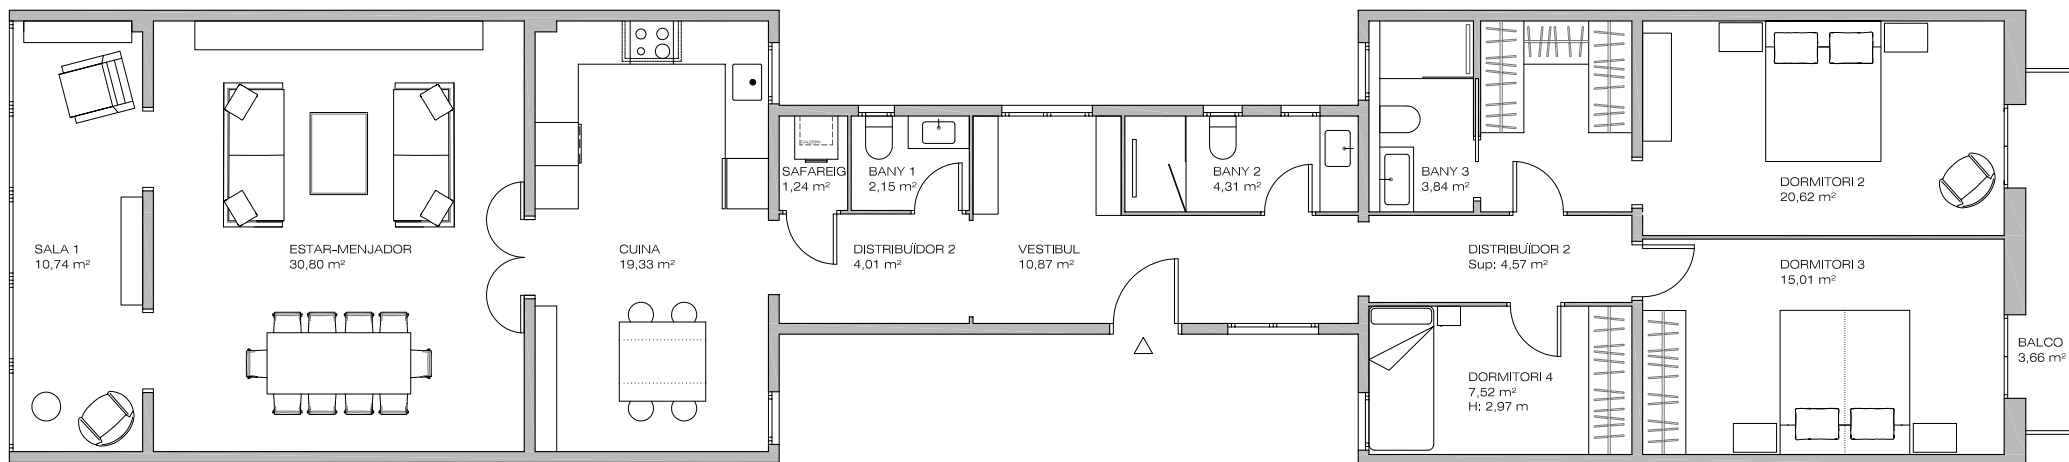 SALA 1
10,74 m²
ESTAR-MENJADOR
30,80 m²
CUINA
19,33 m²
SAFAREIG
1,24 m²
BANY 1
2,15 m²
DISTRIBUÏDOR 2
4,01 m²
VESTIBUL
10,87 m²
BANY 2
4,31 m²
BANY 3
3,84 m²
DISTRIBUÏDOR 2
Sup: 4,57 m²
DORMITORI 4
7,52 m²
H: 2,97 m
DORMITORI 2
20,62 m²
DORMITORI 3
15,01 m²
BALCO
3,66 m²